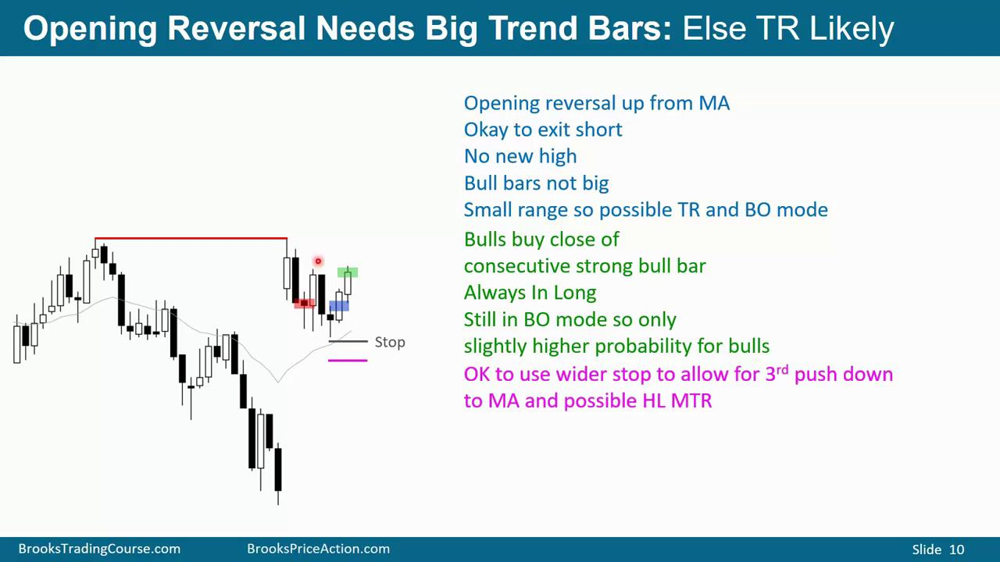 Opening Reversal Needs Big Trend Bars: Else TR Likely
Opening reversal up from MA
Okay to exit short
No new high
Bull bars not big
Small range so possible TR and BO mode
Bulls buy close of
consecutive strong bull bar
Always In Long
Still in BO mode so only
slightly higher probability for bulls
OK to use wider stop to allow for 3rd push down
to MA and possible HL MTR
Stop
BrooksTradingCourse.com
BrooksPriceAction.com
Slide 10